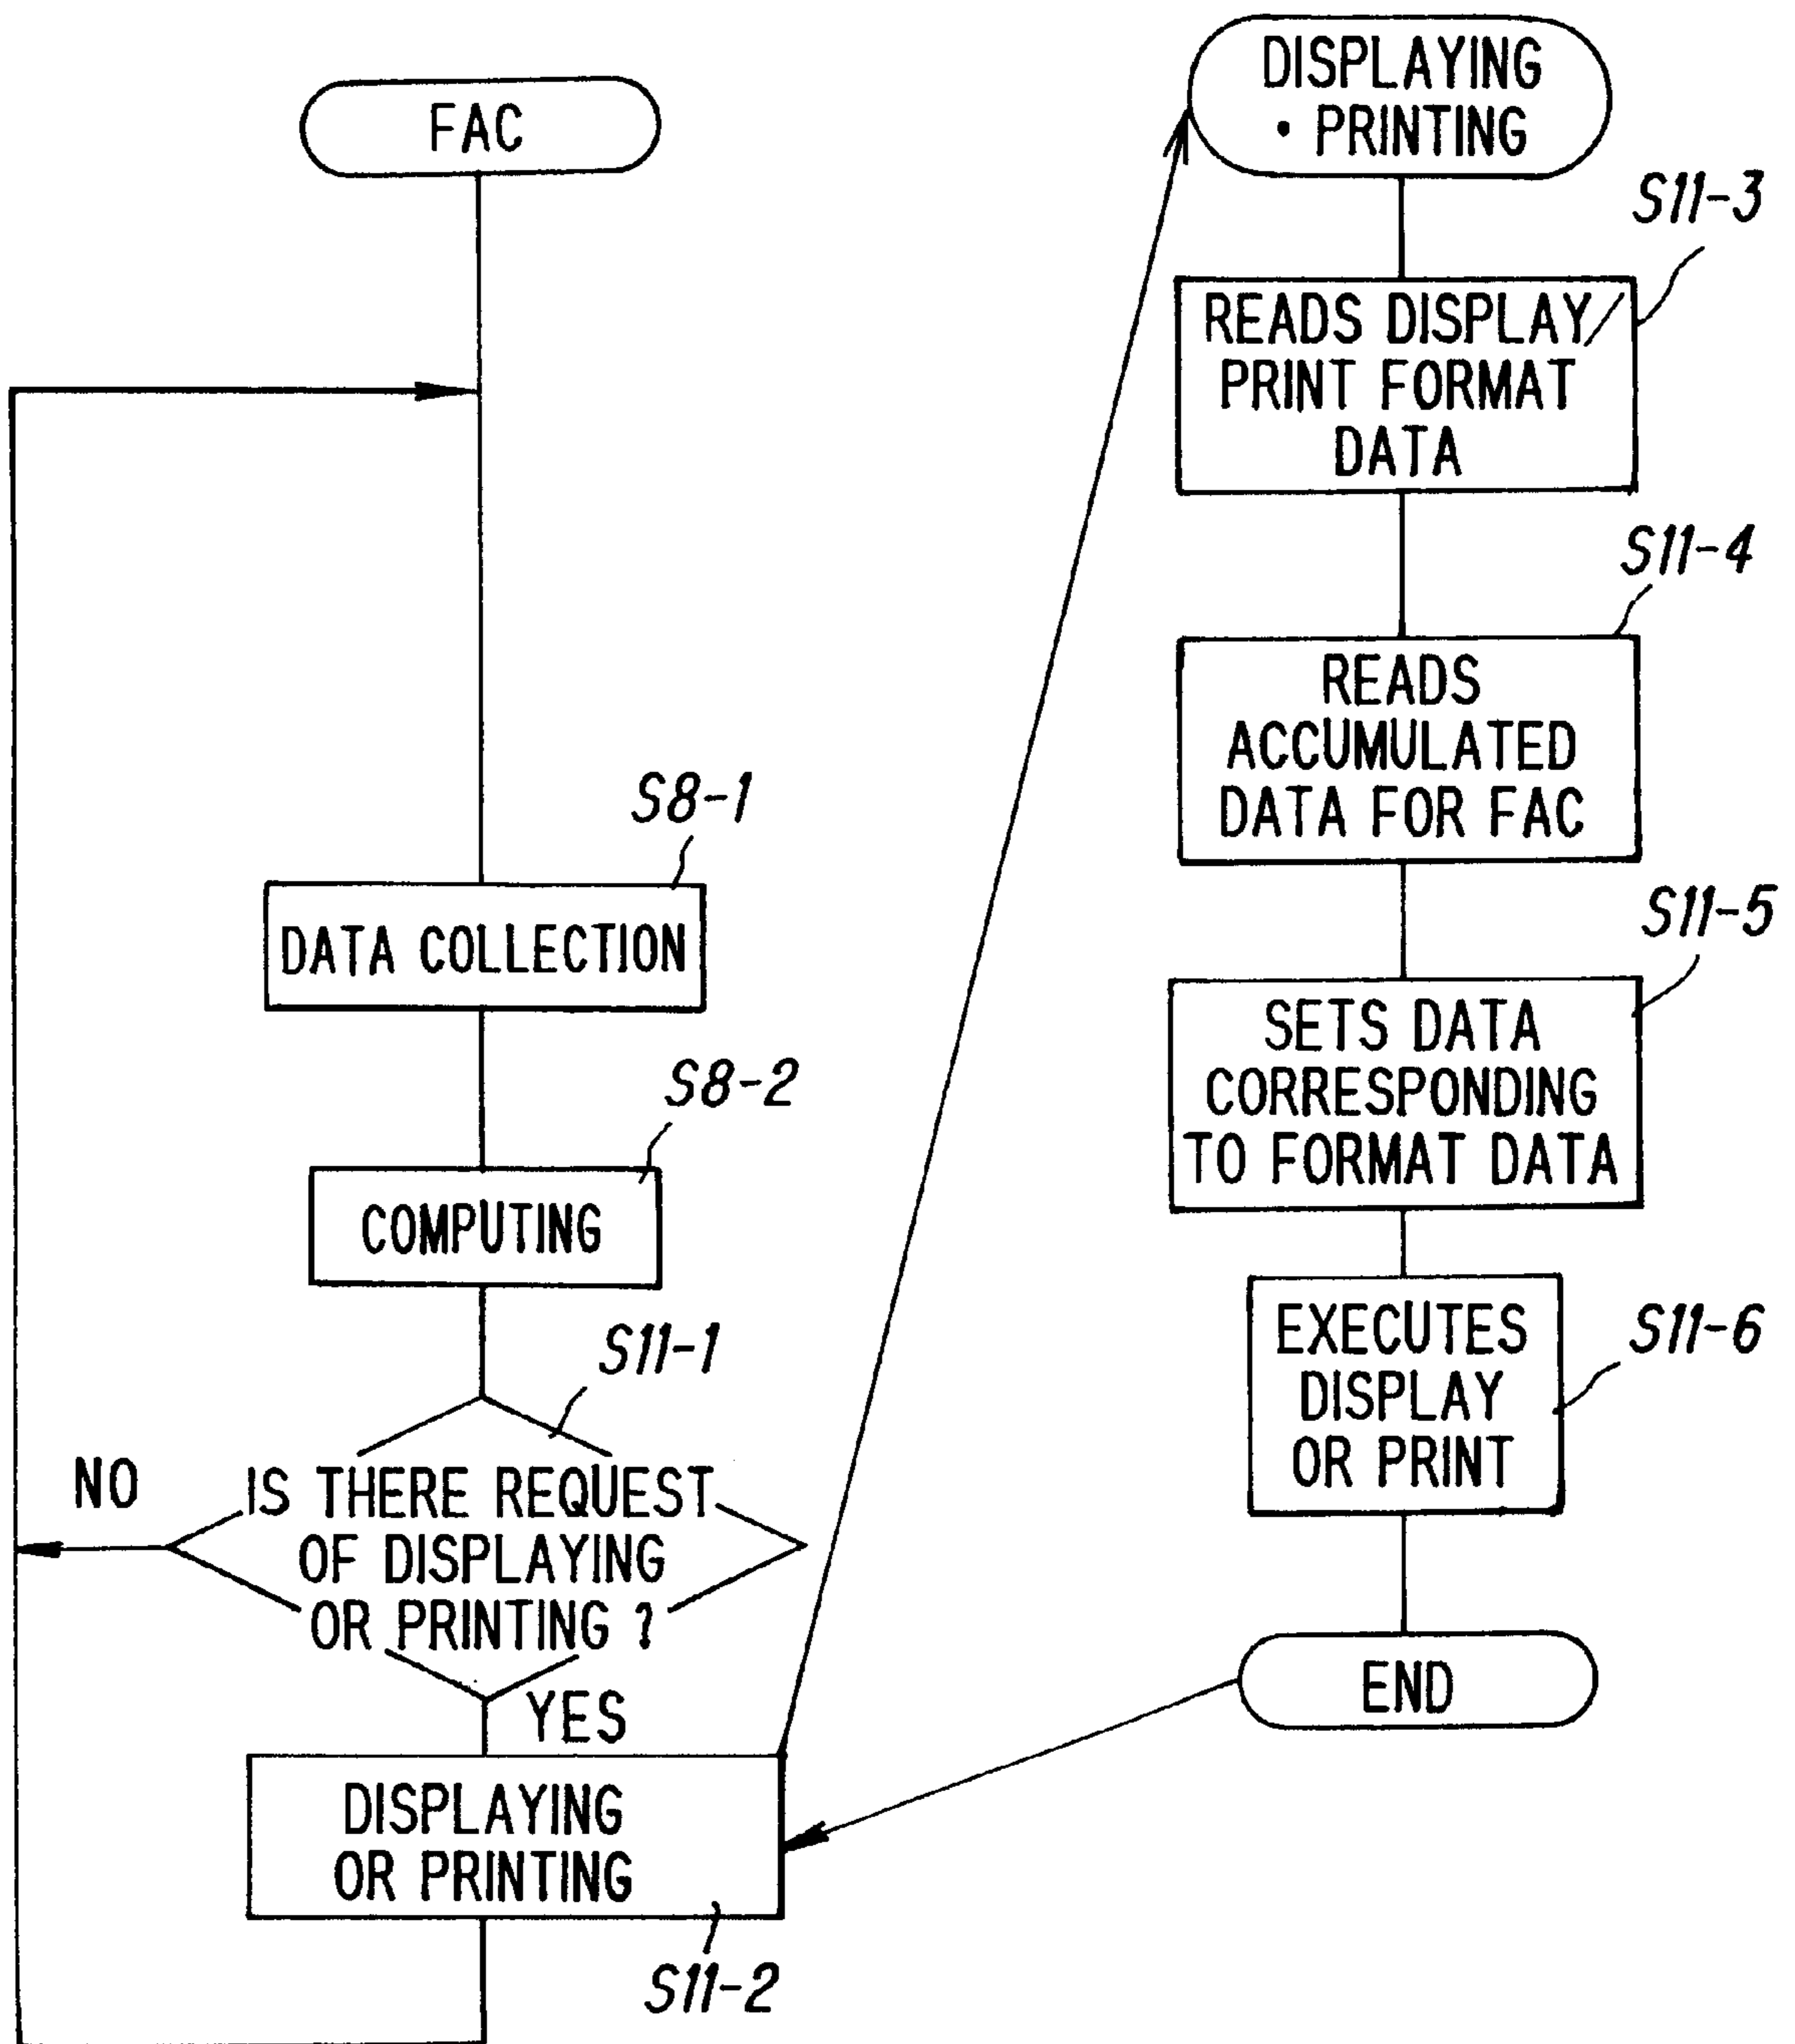 FAC
S8-1
DATA COLLECTION
S8-2
COMPUTING
S11-1
NO
IS THERE REQUEST
OF DISPLAYING
OR PRINTING ?
YES
DISPLAYING
OR PRINTING
S11-2
DISPLAYING
• PRINTING
S11-3
READS DISPLAY/
PRINT FORMAT
DATA
S11-4
READS
ACCUMULATED
DATA FOR FAC
S11-5
SETS DATA
CORRESPONDING
TO FORMAT DATA
EXECUTES
DISPLAY
OR PRINT
S11-6
END